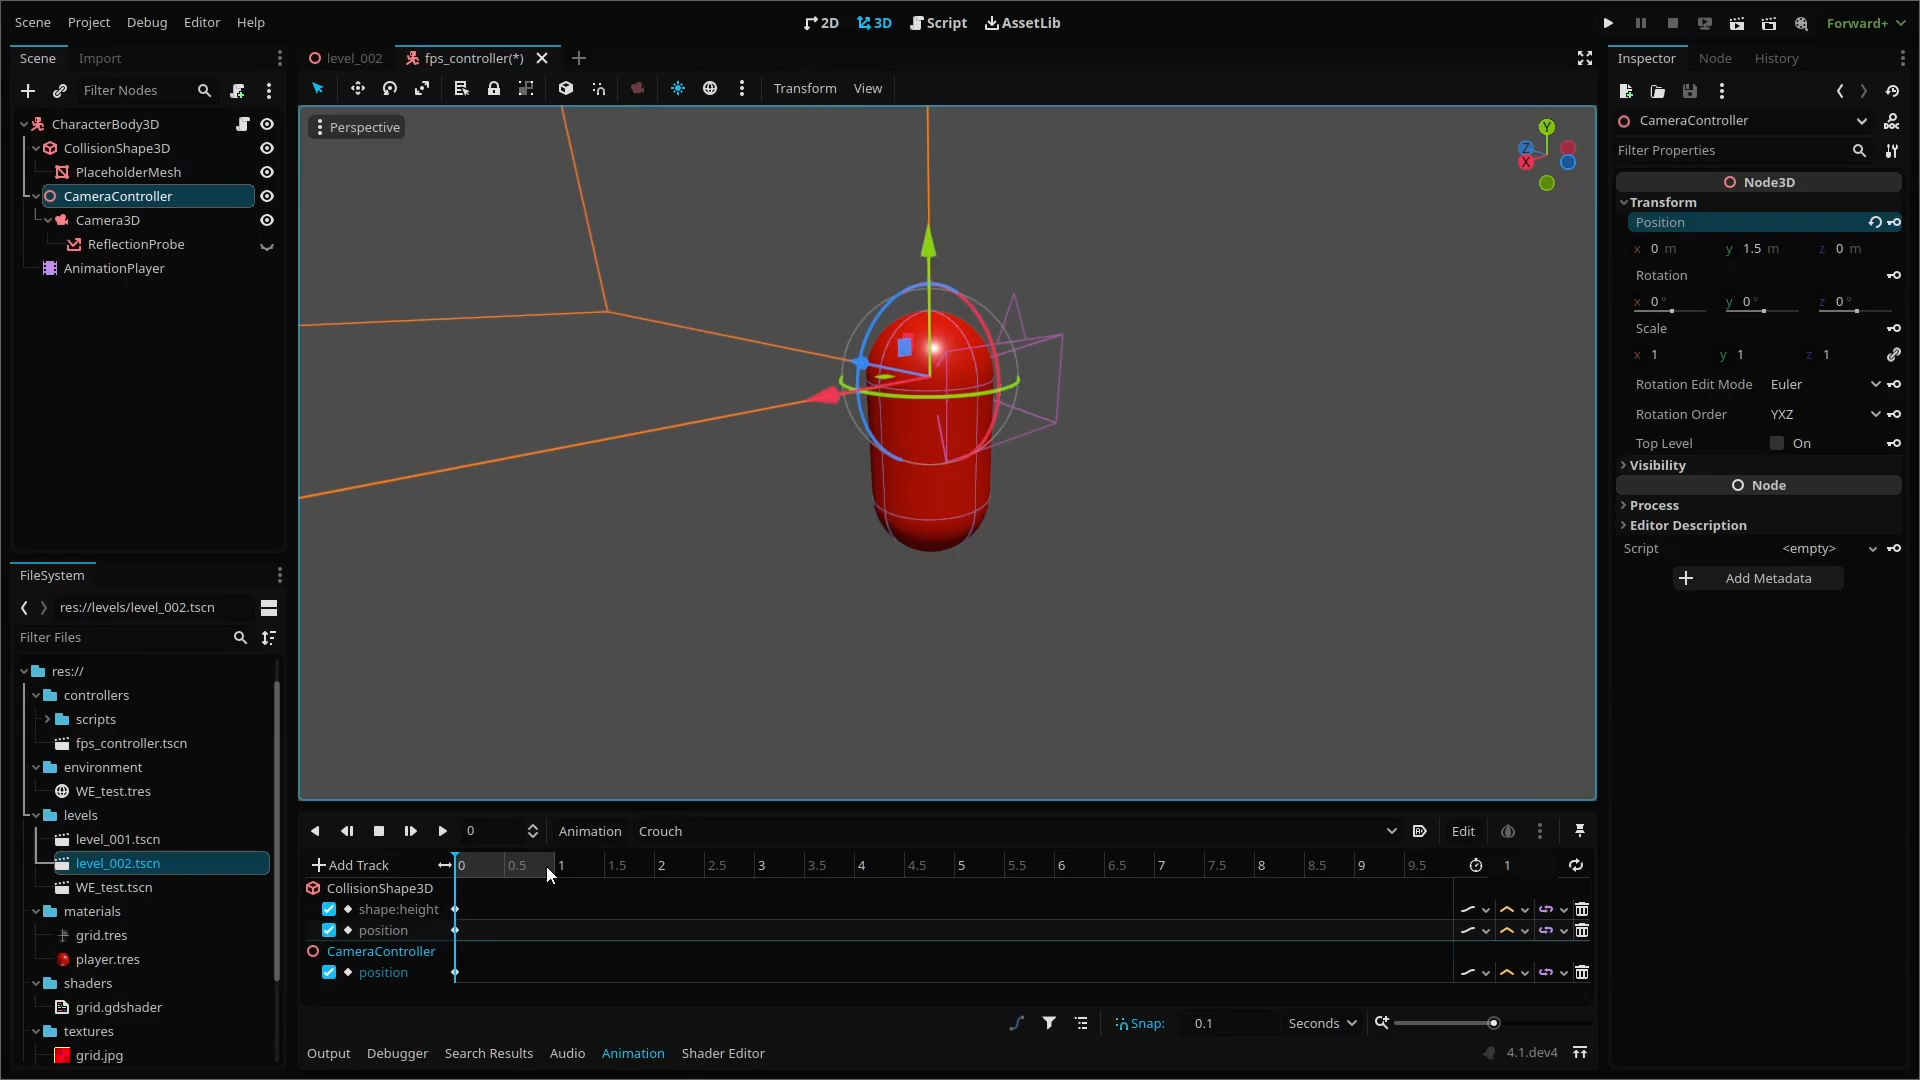 Scene Project Debug Editor Help
2D 3D Script AssetLib
Forward+
Scene Import
Filter Nodes
CharacterBody3D
CollisionShape3D
PlaceholderMesh
CameraController
Camera3D
ReflectionProbe
AnimationPlayer
FileSystem
res://levels/level_002.tscn
Filter Files
res://
controllers
scripts
fps_controller.tscn
environment
WE_test.tres
levels
level_001.tscn
level_002.tscn
WE_test.tscn
materials
grid.tres
player.tres
shaders
grid.gdshader
textures
grid.jpg
level_002 fps_controller(*)
Transform View
Perspective
Y
Z
X
0 Animation Crouch Edit
Add Track 0 0.5 1 1.5 2 2.5 3 3.5 4 4.5 5 5.5 6 6.5 7 7.5 8 8.5 9 9.5 1
CollisionShape3D
shape:height
position
CameraController
position
Snap: 0.1 Seconds
Output Debugger Search Results Audio Animation Shader Editor 4.1.dev4
Inspector Node History
CameraController
Filter Properties
Node3D
Transform
Position
x 0 m y 1.5 m z 0 m
Rotation
x 0 ° y 0 ° z 0 °
Scale
x 1 y 1 z 1
Rotation Edit Mode Euler
Rotation Order YXZ
Top Level On
Visibility
Node
Process
Editor Description
Script <empty>
Add Metadata